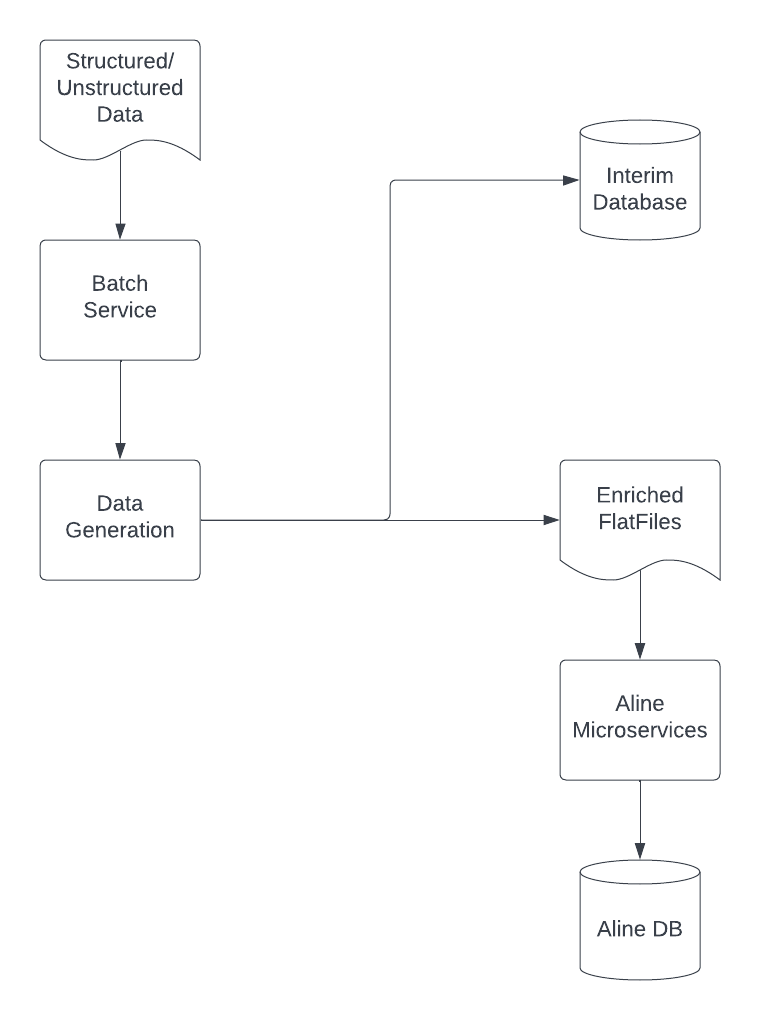 Structured/
Unstructured
Data
Interim
Database
Batch
Service
Data
Generation
Enriched
FlatFiles
Aline
Microservices
Aline DB